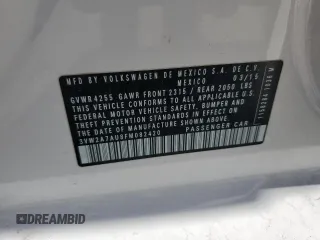 MFD. BY VOLKSWAGEN DE MEXICO S.A. DE C.V.
MEXICO 03/15
GVWR 4255 GAWR FRONT 2315 / REAR 2050 LBS
THIS VEHICLE CONFORMS TO ALL APPLICABLE
FEDERAL MOTOR VEHICLE SAFETY, BUMPER, AND
THEFT PREVENTION STANDARDS IN EFFECT ON
THE DATE OF MANUFACTURE SHOWN ABOVE.
3VW2A7AU8FM082420 PASSENGER CAR
DREAMBID